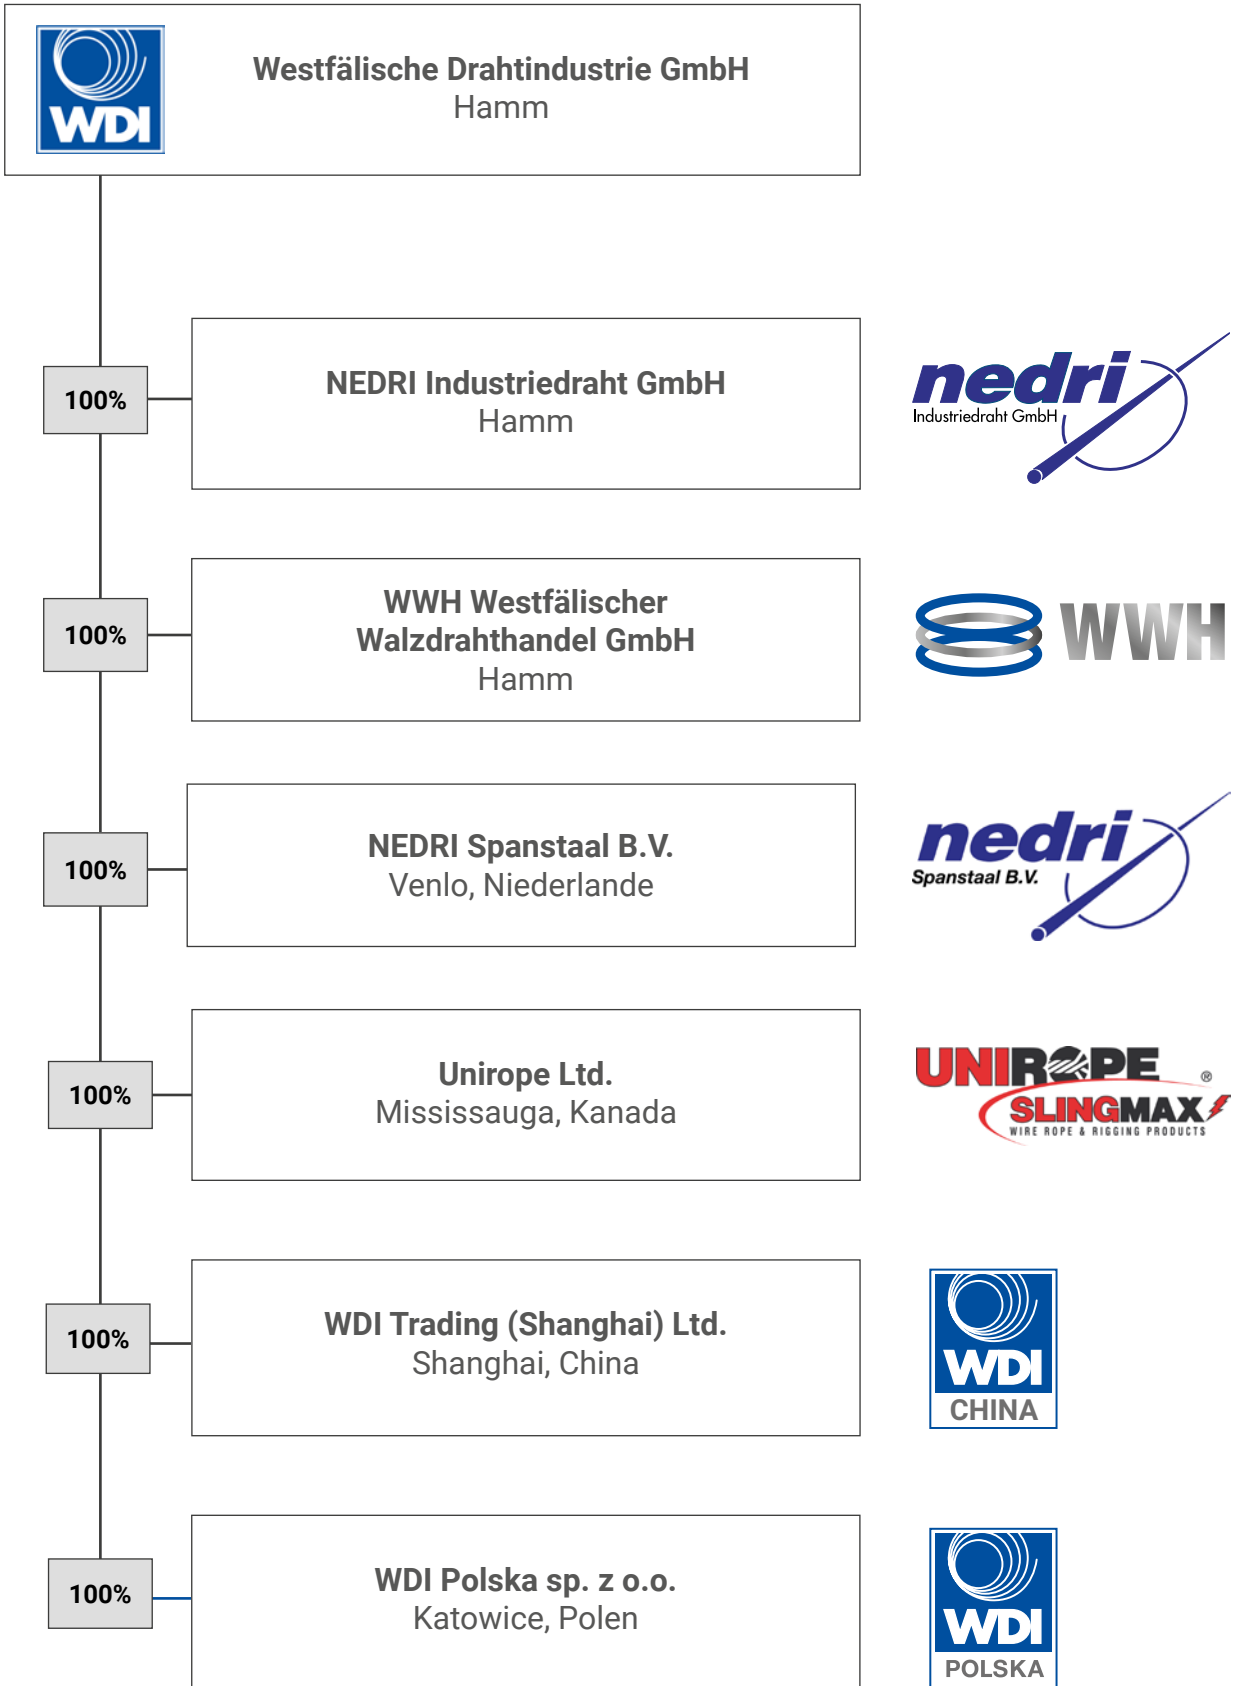 WDI
Westfälische Drahtindustrie GmbH
Hamm
100%
NEDRI Industriedraht GmbH
Hamm
nedri
Industriedraht GmbH
100%
WWH Westfälischer
Walzdrahthandel GmbH
Hamm
WWH
100%
NEDRI Spanstaal B.V.
Venlo, Niederlande
nedri
Spanstaal B.V.
100%
Unirope Ltd.
Mississauga, Kanada
UNIROPE ®
SLINGMAX
WIRE ROPE & RIGGING PRODUCTS
100%
WDI Trading (Shanghai) Ltd.
Shanghai, China
WDI
CHINA
100%
WDI Polska sp. z o.o.
Katowice, Polen
WDI
POLSKA